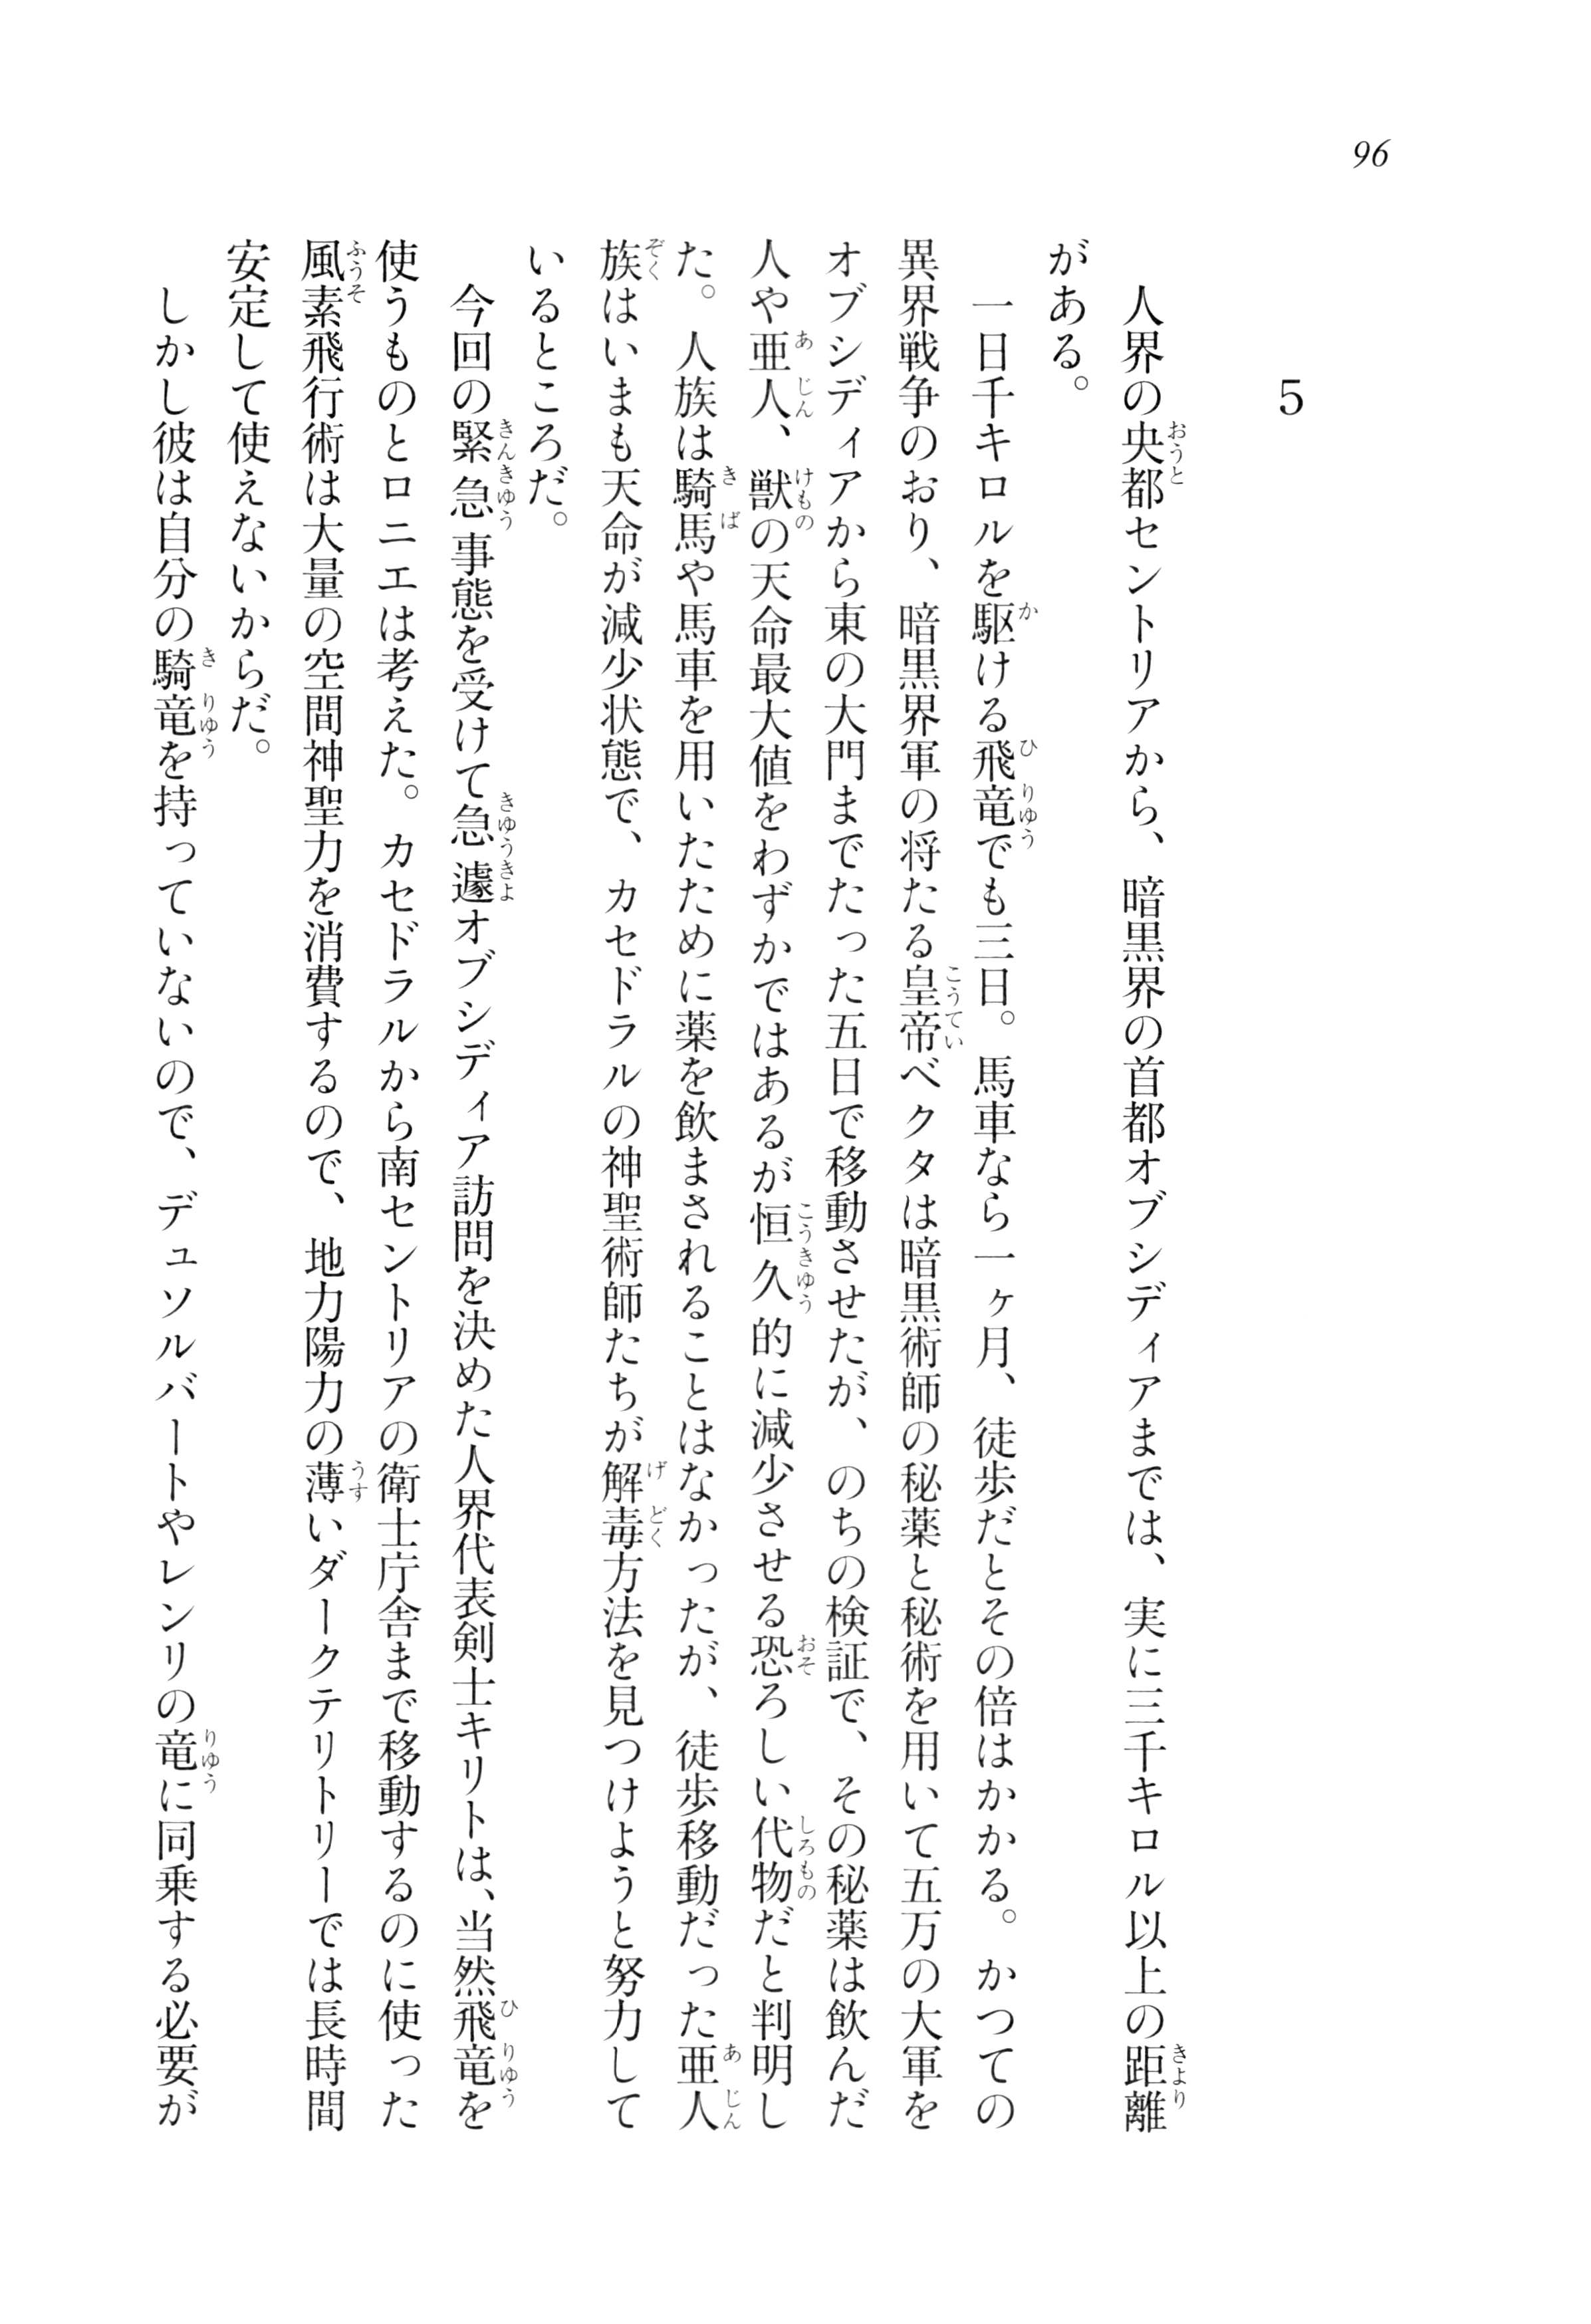 96
5
人界の央都セントリアから、暗黒界の首都オブシディアまでは、実に三千キロル以上の距離
がある。
一日千キロルを駆ける飛竜でも三日。馬車なら一ヶ月、徒歩だとその倍はかかる。かつての
異界戦争のおり、暗黒界軍の将たる皇帝ベクタは暗黒術師の秘薬と秘術を用いて五万の大軍を
オブシディアから東の大門までたった五日で移動させたが、のちの検証で、その秘薬は飲んだ
人や亜人、獣の天命最大値をわずかではあるが恒久的に減少させる恐ろしい代物だと判明し
た。人族は騎馬や馬車を用いたために薬を飲まされることはなかったが、徒歩移動だった亜人
族はいまも天命が減少状態で、カセドラルの神聖術師たちが解毒方法を見つけようと努力して
いるところだ。
今回の緊急事態を受けて急遽オブシディア訪問を決めた人界代表剣士キリトは、当然飛竜を
使うものとロニエは考えた。カセドラルから南セントリアの衛士庁舎まで移動するのに使った
風素飛行術は大量の空間神聖力を消費するので、地力陽力の薄いダークテリトリーでは長時間
安定して使えないからだ。
しかし彼は自分の騎竜を持っていないので、デュソルバートやレンリの竜に同乗する必要が